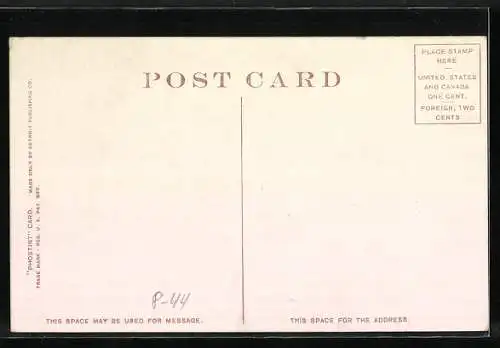 POST CARD
PLACE STAMP
HERE
UNITED STATES
AND CANADA
ONE CENT.
FOREIGN, TWO
CENTS
"PHOSTINT" CARD. MADE ONLY BY DETROIT PUBLISHING CO.
TRADE MARK - REG. U. S. PAT. OFF.
P-44
THIS SPACE MAY BE USED FOR MESSAGE.
THIS SPACE FOR THE ADDRESS